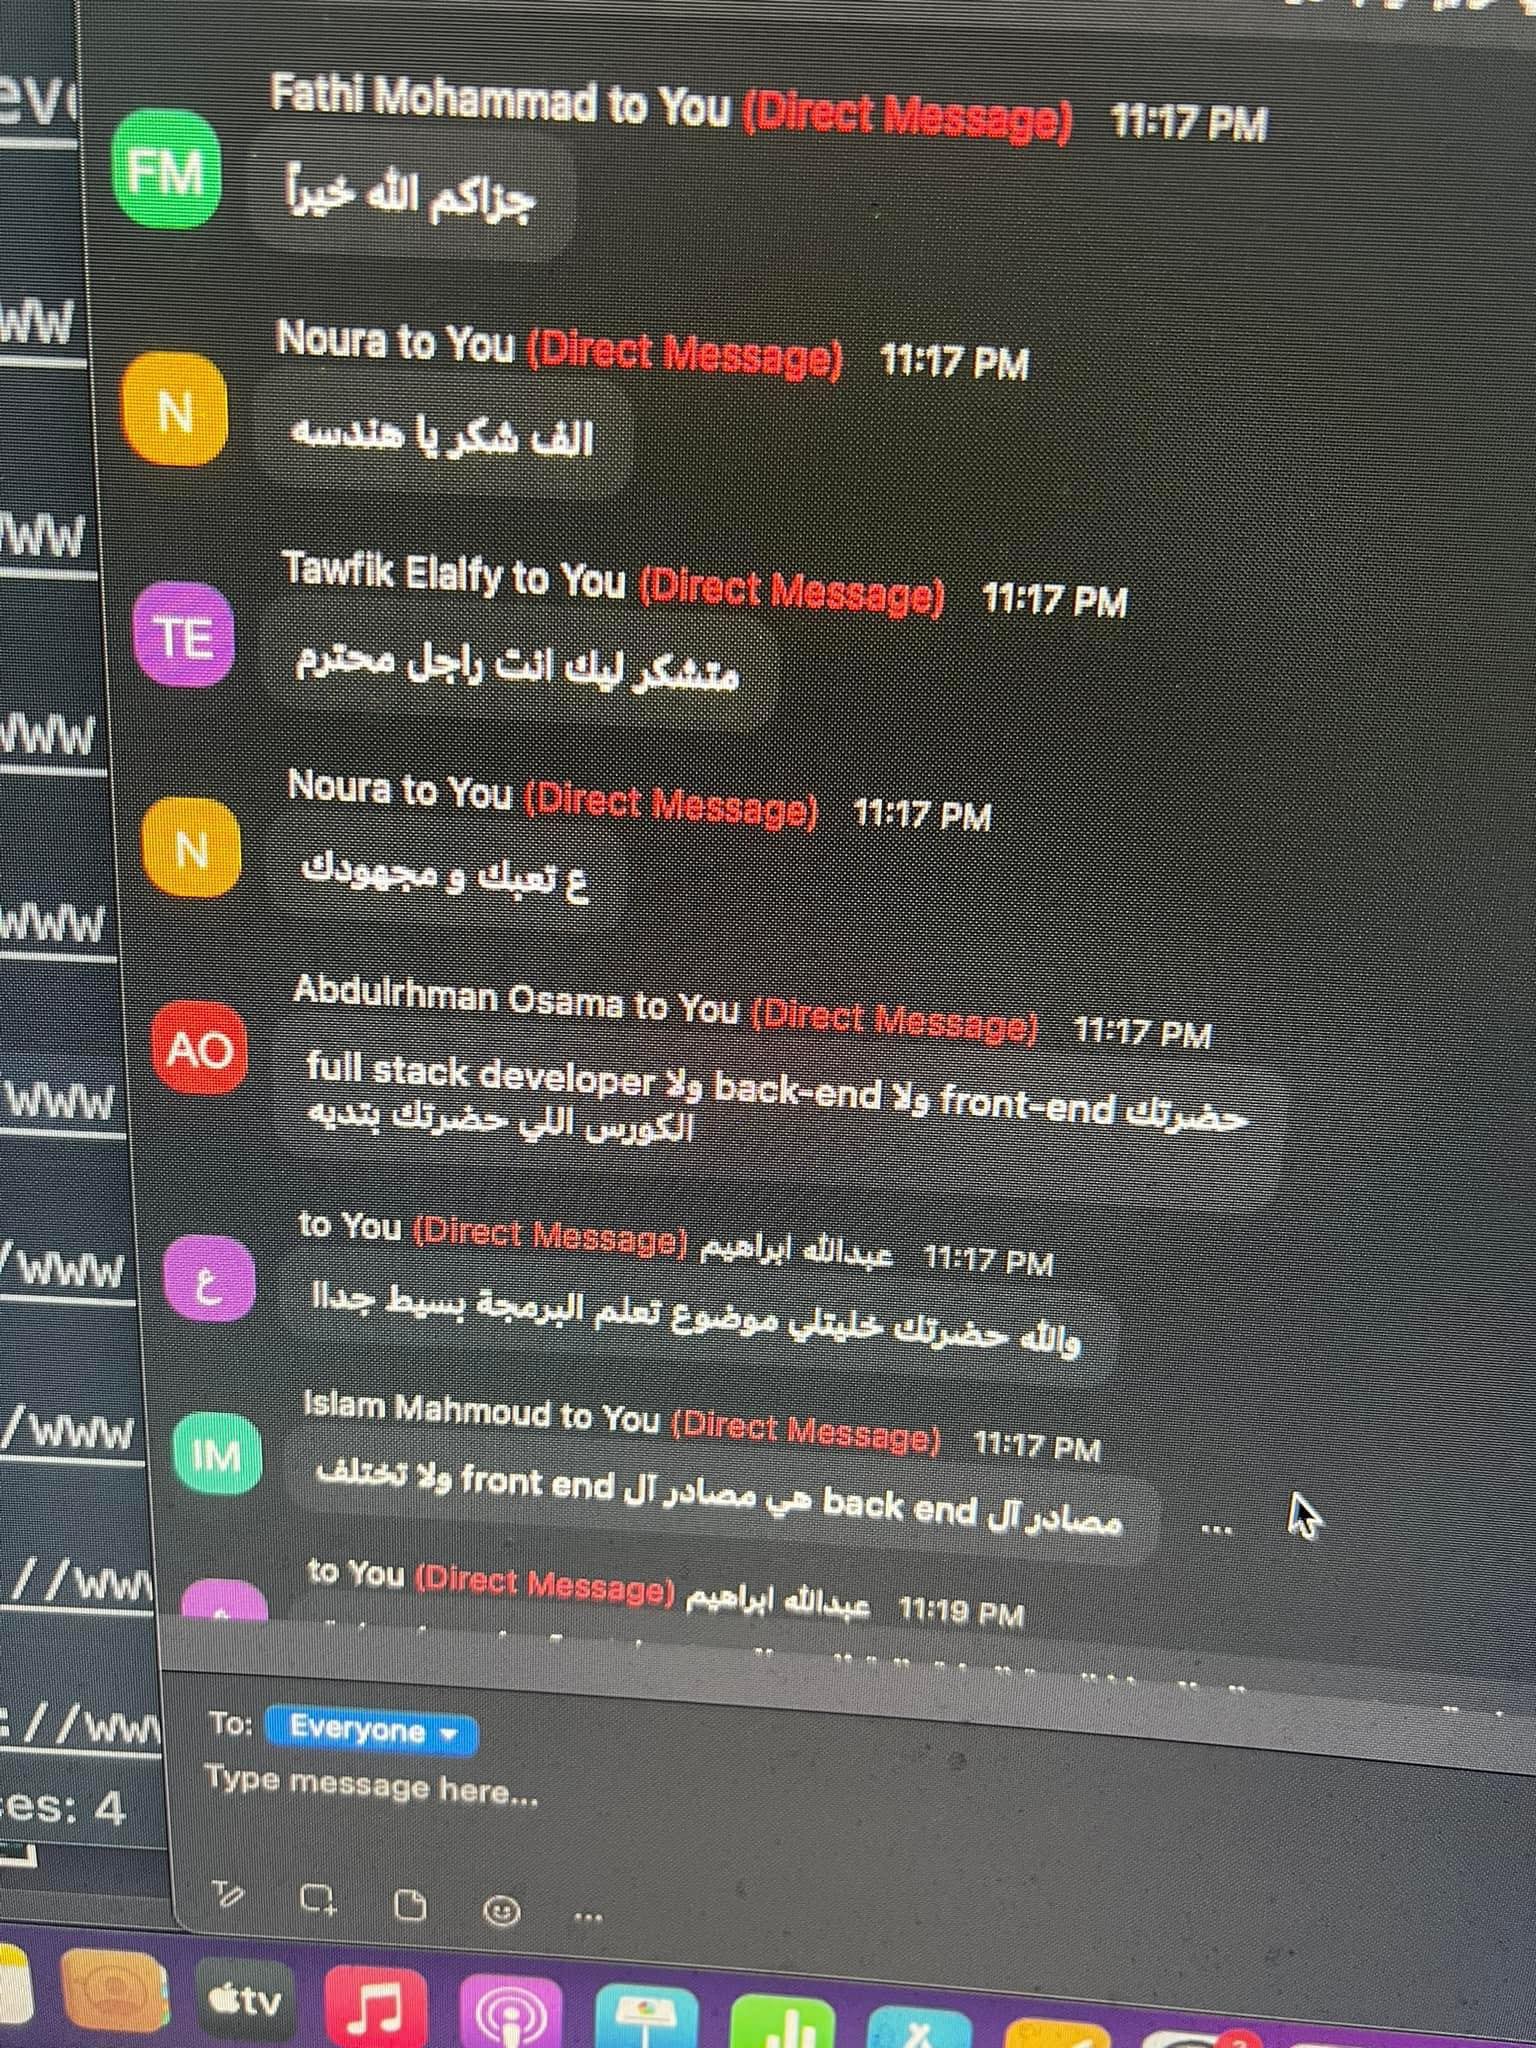 Fathi Mohammad to You (Direct Message) 11:17 PM
FM
جزاكم الله خيراً
Noura to You (Direct Message) 11:17 PM
N
الف شكر يا هندسه
Tawfik Elalfy to You (Direct Message) 11:17 PM
TE
متشكر ليك انت راجل محترم
Noura to You (Direct Message) 11:17 PM
N
ع تعبك و مجهودك
Abdulrhman Osama to You (Direct Message) 11:17 PM
AO
حضرتك front-end ولا back-end ولا full stack developer
الكورس اللي حضرتك بتديه
to You (Direct Message) عبدالله ابراهيم 11:17 PM
ع
والله حضرتك خليتلي موضوع تعلم البرمجة بسيط جداا
Islam Mahmoud to You (Direct Message) 11:17 PM
IM
مصادر آل back end هي مصادر آل front end ولا تختلف
...
to You (Direct Message) عبدالله ابراهيم 11:19 PM
To: Everyone
Type message here...
WW
WW
WWW
WWW
WWW
/WWW
/WWW
://WW
es: 4
tv